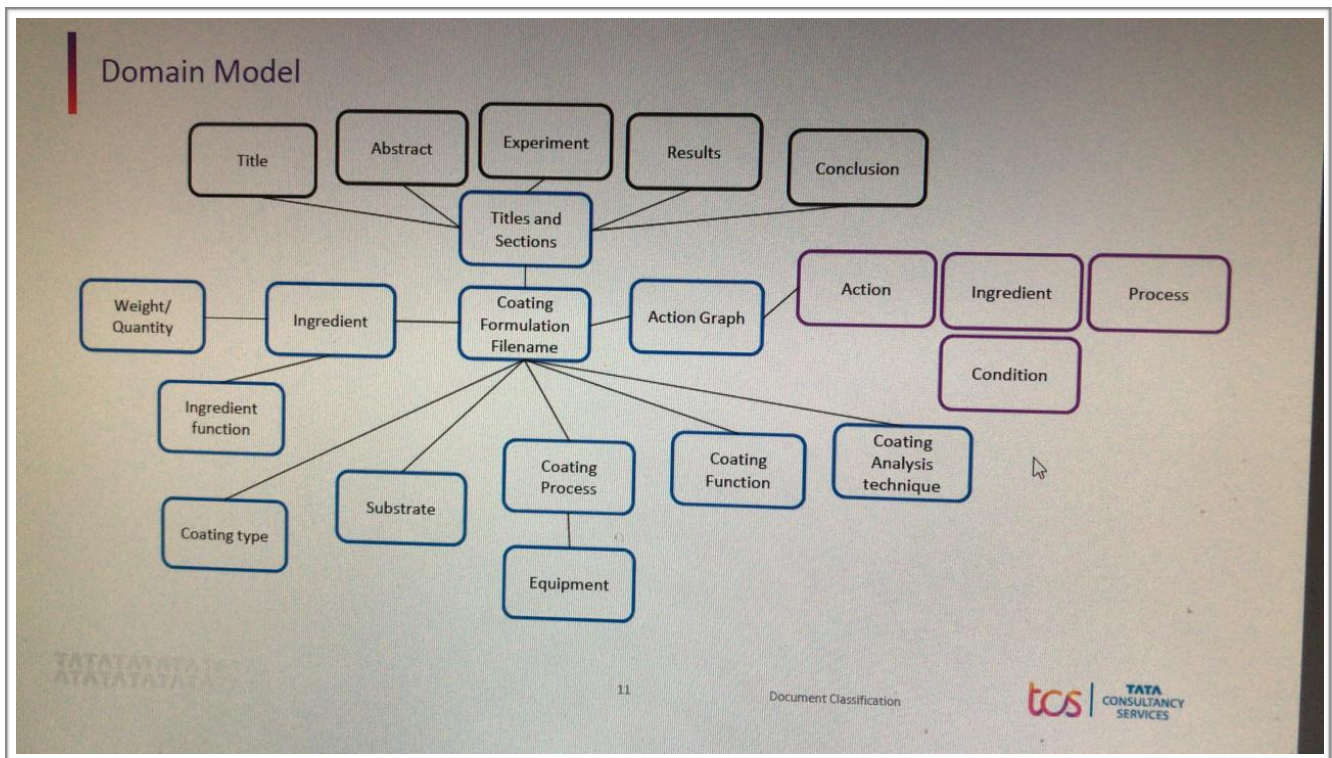 Domain Model
Title
Abstract
Experiment
Results
Conclusion
Titles and
Sections
Weight/
Quantity
Ingredient
Coating
Formulation
Filename
Action Graph
Action
Ingredient
Process
Condition
Ingredient
function
Coating type
Substrate
Coating
Process
Equipment
Coating
Function
Coating
Analysis
technique
TATATATATATATA
ATATATATATATA
11
Document Classification
tcs
TATA
CONSULTANCY
SERVICES